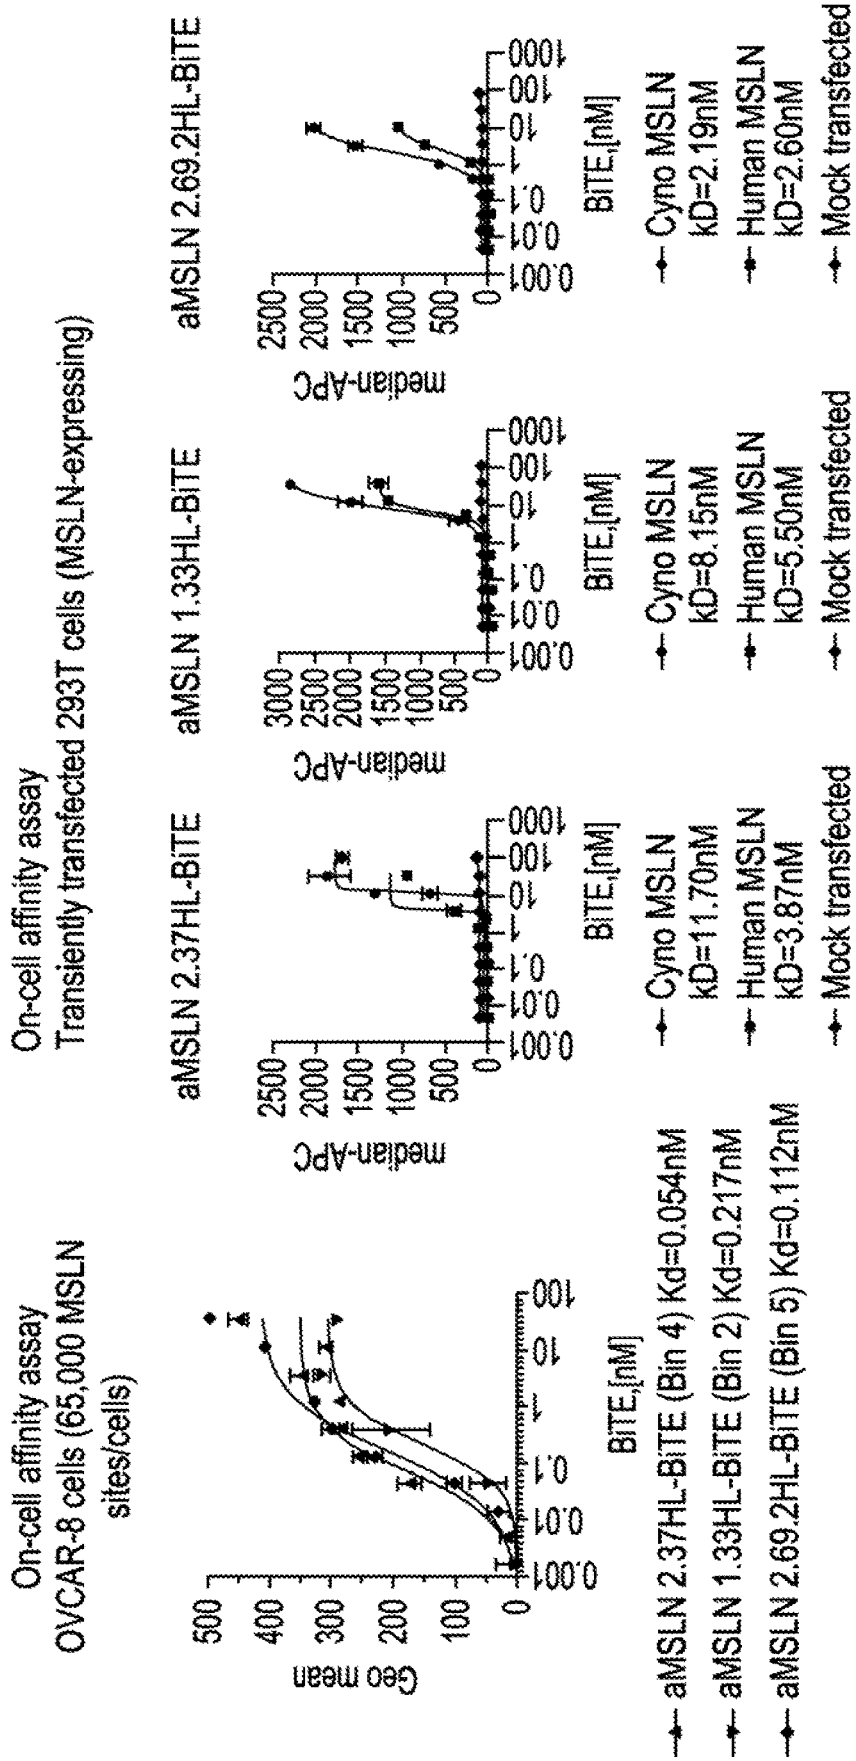 On-cell affinity assay
OVCAR-8 cells (65,000 MSLN
sites/cells)
Geo mean
500
400
300
200
100
0
0.001
0.01
0.1
1
10
100
BiTE,[nM]
aMSLN 2.37HL-BiTE (Bin 4) Kd=0.054nM
aMSLN 1.33HL-BiTE (Bin 2) Kd=0.217nM
aMSLN 2.69.2HL-BiTE (Bin 5) Kd=0.112nM
On-cell affinity assay
Transiently transfected 293T cells (MSLN-expressing)
aMSLN 2.37HL-BiTE
median-APC
2500
2000
1500
1000
500
0
0.001
0.01
0.1
1
10
100
1000
BiTE,[nM]
Cyno MSLN
kD=11.70nM
Human MSLN
kD=3.87nM
Mock transfected
aMSLN 1.33HL-BiTE
median-APC
3000
2500
2000
1500
1000
500
0
0.001
0.01
0.1
1
10
100
1000
BiTE,[nM]
Cyno MSLN
kD=8.15nM
Human MSLN
kD=5.50nM
Mock transfected
aMSLN 2.69.2HL-BiTE
median-APC
2500
2000
1500
1000
500
0
0.001
0.01
0.1
1
10
100
1000
BiTE,[nM]
Cyno MSLN
kD=2.19nM
Human MSLN
kD=2.60nM
Mock transfected